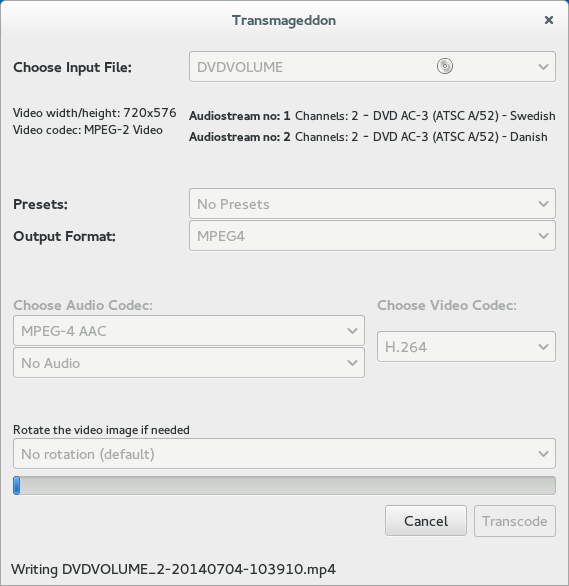 Transmageddon
Choose Input File:
DVDVOLUME
Video width/height: 720x576
Video codec: MPEG-2 Video
Audiostream no: 1 Channels: 2 - DVD AC-3 (ATSC A/52) - Swedish
Audiostream no: 2 Channels: 2 - DVD AC-3 (ATSC A/52) - Danish
Presets:
No Presets
Output Format:
MPEG4
Choose Audio Codec:
MPEG-4 AAC
No Audio
Choose Video Codec:
H.264
Rotate the video image if needed
No rotation (default)
Cancel
Transcode
Writing DVDVOLUME_2-20140704-103910.mp4